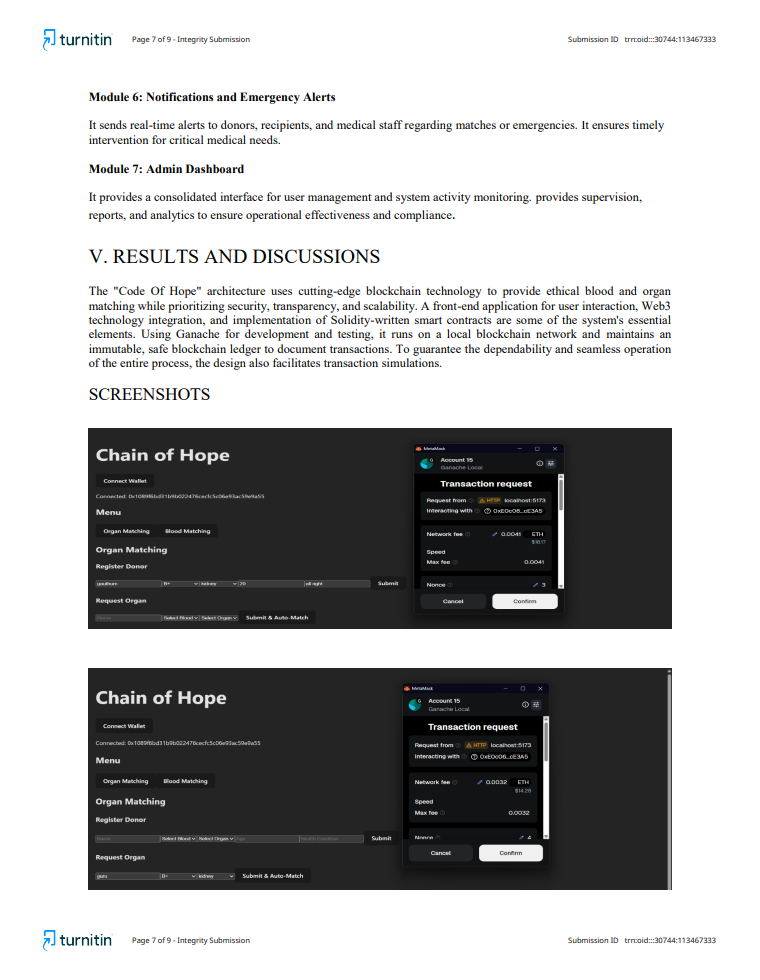 turnitin Page 7 of 9 - Integrity Submission Submission ID trn:oid:::30744:113467333
Module 6: Notifications and Emergency Alerts
It sends real-time alerts to donors, recipients, and medical staff regarding matches or emergencies. It ensures timely
intervention for critical medical needs.
Module 7: Admin Dashboard
It provides a consolidated interface for user management and system activity monitoring. provides supervision,
reports, and analytics to ensure operational effectiveness and compliance.
V. RESULTS AND DISCUSSIONS
The "Code Of Hope" architecture uses cutting-edge blockchain technology to provide ethical blood and organ
matching while prioritizing security, transparency, and scalability. A front-end application for user interaction, Web3
technology integration, and implementation of Solidity-written smart contracts are some of the system's essential
elements. Using Ganache for development and testing, it runs on a local blockchain network and maintains an
immutable, safe blockchain ledger to document transactions. To guarantee the dependability and seamless operation
of the entire process, the design also facilitates transaction simulations.
SCREENSHOTS
Chain of Hope
Connect Wallet
Menu
Organ Matching Blood Matching
Organ Matching
Register Donor
B+ kidney 20 all right Submit
Request Organ
Name Select Blood Select Organ Submit & Auto-Match
MetaMask
Account 15
Ganache Local
Transaction request
Request from HTTP localhost:5173
Interacting with 0xE0c08...cE3A5
Network fee 0.0041 ETH
Speed
Max fee 0.0041
Nonce 3
Cancel Confirm
Chain of Hope
Connect Wallet
Menu
Organ Matching Blood Matching
Organ Matching
Register Donor
Name Select Blood Select Organ Age Health Condition Submit
Request Organ
guru B+ kidney Submit & Auto-Match
MetaMask
Account 15
Ganache Local
Transaction request
Request from HTTP localhost:5173
Interacting with 0xE0c08...cE3A5
Network fee 0.0032 ETH
$14.28
Speed
Max fee 0.0032
Nonce 4
Cancel Confirm
turnitin Page 7 of 9 - Integrity Submission Submission ID trn:oid:::30744:113467333